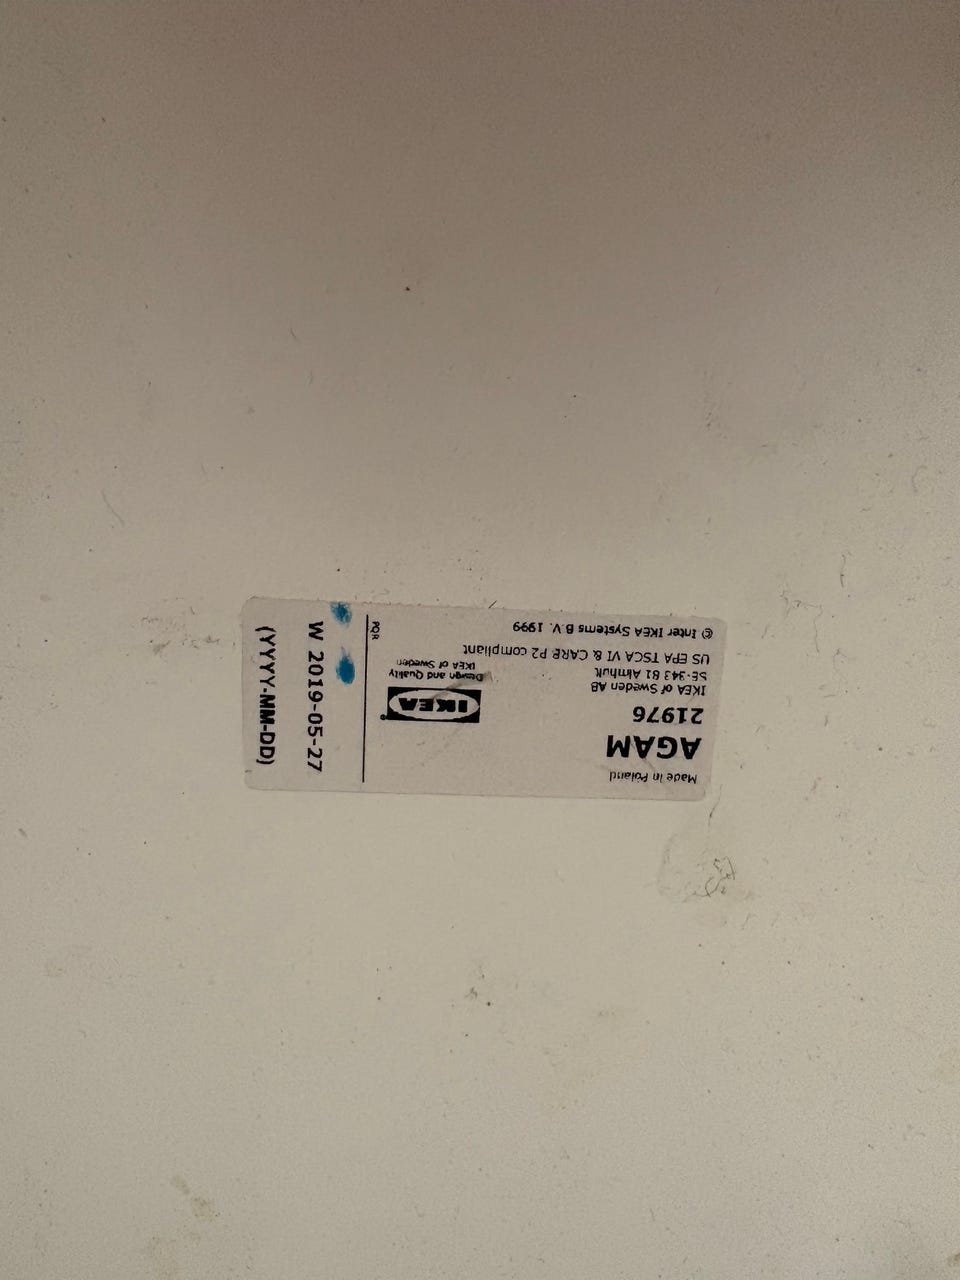 Made in Poland
AGAM
21976
IKEA of Sweden AB
SE-343 81 Älmhult
US EPA TSCA VI & CARB P2 compliant
© Inter IKEA Systems B.V. 1999
IKEA®
Design and Quality
IKEA of Sweden
PQR
W 2019-05-27
(YYYY-MM-DD)